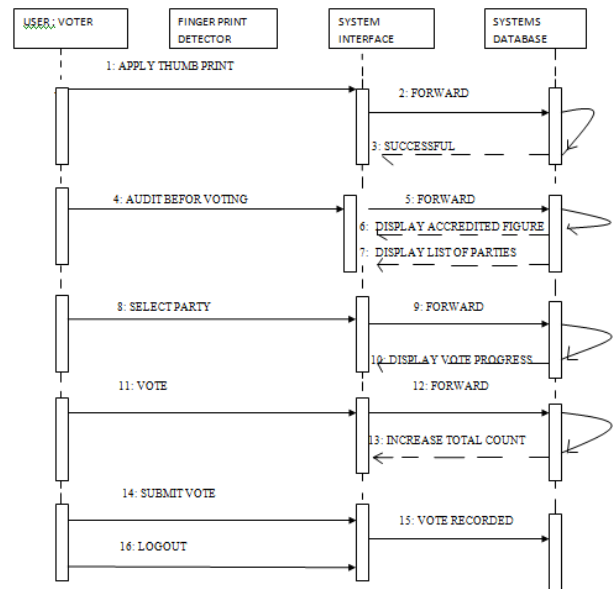 USER : VOTER
FINGER PRINT
DETECTOR
SYSTEM
INTERFACE
SYSTEMS
DATABASE
1: APPLY THUMB PRINT
2: FORWARD
3: SUCCESSFUL
4: AUDIT BEFOR VOTING
5: FORWARD
6: DISPLAY ACCREDITED FIGURE
7: DISPLAY LIST OF PARTIES
8: SELECT PARTY
9: FORWARD
10: DISPLAY VOTE PROGRESS
11: VOTE
12: FORWARD
13: INCREASE TOTAL COUNT
14: SUBMIT VOTE
15: VOTE RECORDED
16: LOGOUT